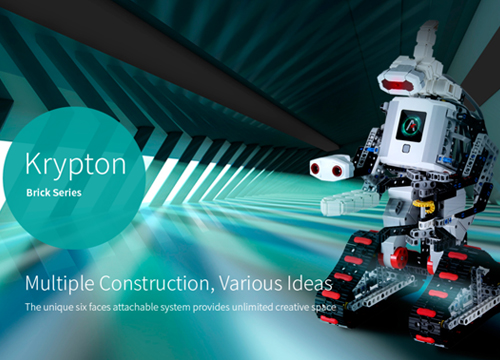 Krypton
Brick Series
Multiple Construction, Various Ideas
The unique six faces attachable system provides unlimited creative space